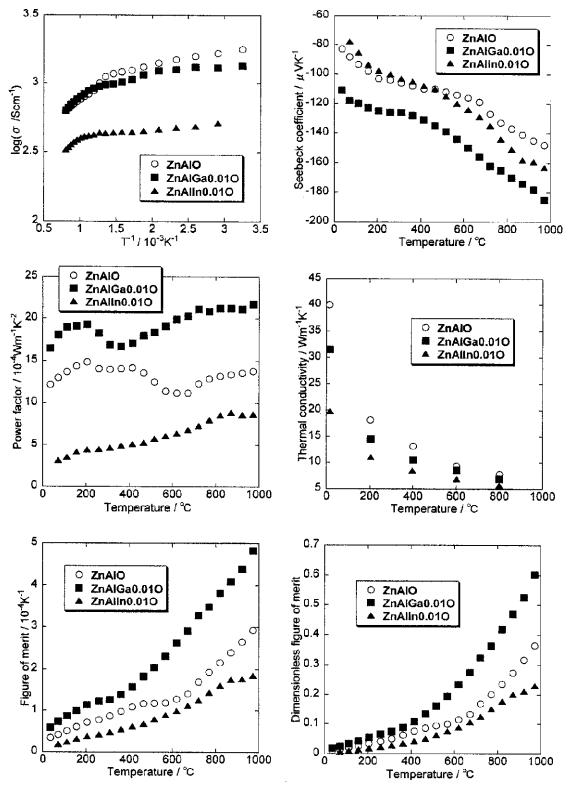 3.5
3.0
2.5
2
0.5 1 1.5 2 2.5 3 3.5
log(σ /Scm⁻¹)
T⁻¹ / 10⁻³K⁻¹
ZnAlO
ZnAlGa0.01O
ZnAlIn0.01O
-60
-80
-100
-120
-140
-160
-180
-200
0 200 400 600 800 1000
Seebeck coefficient / μVK⁻¹
Temperature / °C
ZnAlO
ZnAlGa0.01O
ZnAlIn0.01O
25
20
15
10
5
0
0 200 400 600 800 1000
Power factor / 10⁻⁴Wm⁻¹K⁻²
Temperature / °C
ZnAlO
ZnAlGa0.01O
ZnAlIn0.01O
45
40
35
30
25
20
15
10
5
0 200 400 600 800 1000
Thermal conductivity / Wm⁻¹K⁻¹
Temperature / °C
ZnAlO
ZnAlGa0.01O
ZnAlIn0.01O
5
4
3
2
1
0
0 200 400 600 800 1000
Figure of merit / 10⁻⁴K⁻¹
Temperature / °C
ZnAlO
ZnAlGa0.01O
ZnAlIn0.01O
0.7
0.6
0.5
0.4
0.3
0.2
0.1
0
0 200 400 600 800 1000
Dimensionless figure of merit
Temperature / °C
ZnAlO
ZnAlGa0.01O
ZnAlIn0.01O